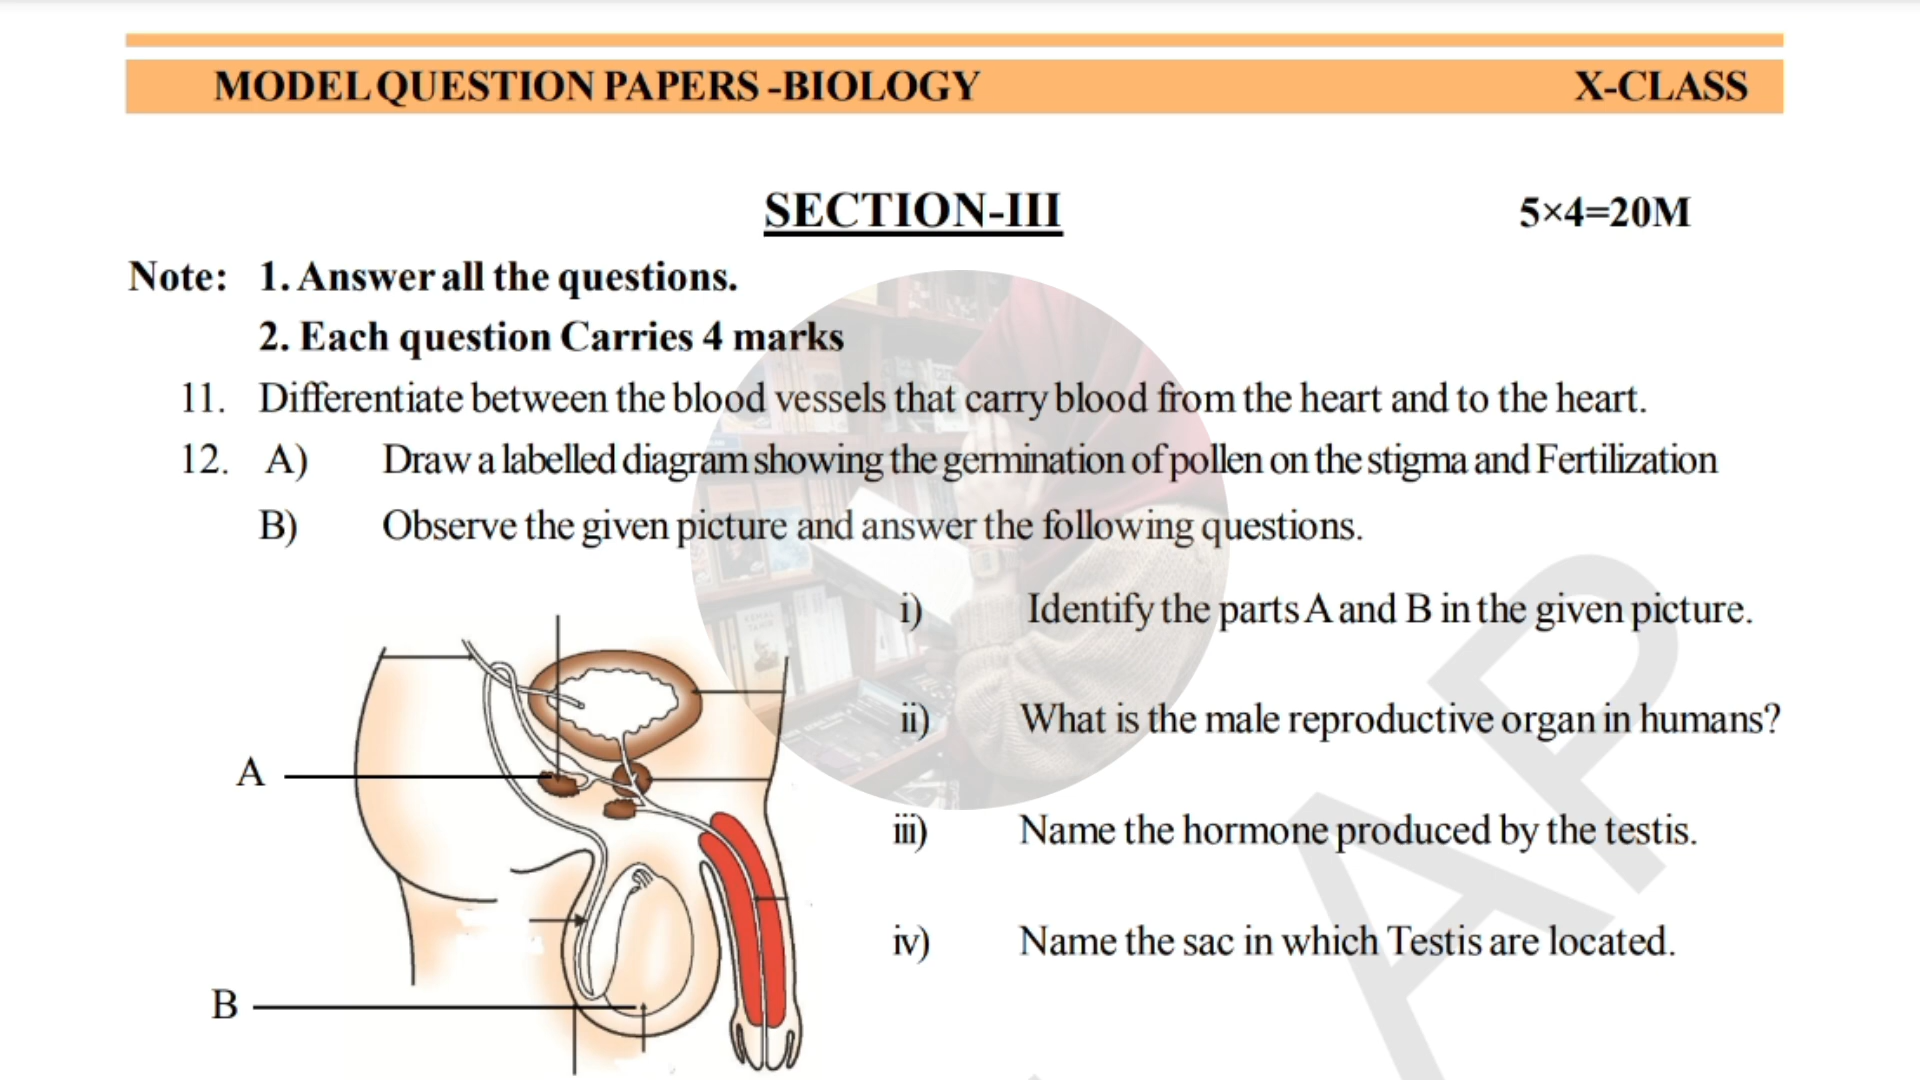 MODEL QUESTION PAPERS -BIOLOGY X-CLASS
SECTION-III 5×4=20M
Note: 1. Answer all the questions.
2. Each question Carries 4 marks
11. Differentiate between the blood vessels that carry blood from the heart and to the heart.
12. A) Draw a labelled diagram showing the germination of pollen on the stigma and Fertilization
B) Observe the given picture and answer the following questions.
i) Identify the parts A and B in the given picture.
ii) What is the male reproductive organ in humans?
A
iii) Name the hormone produced by the testis.
iv) Name the sac in which Testis are located.
B
AP